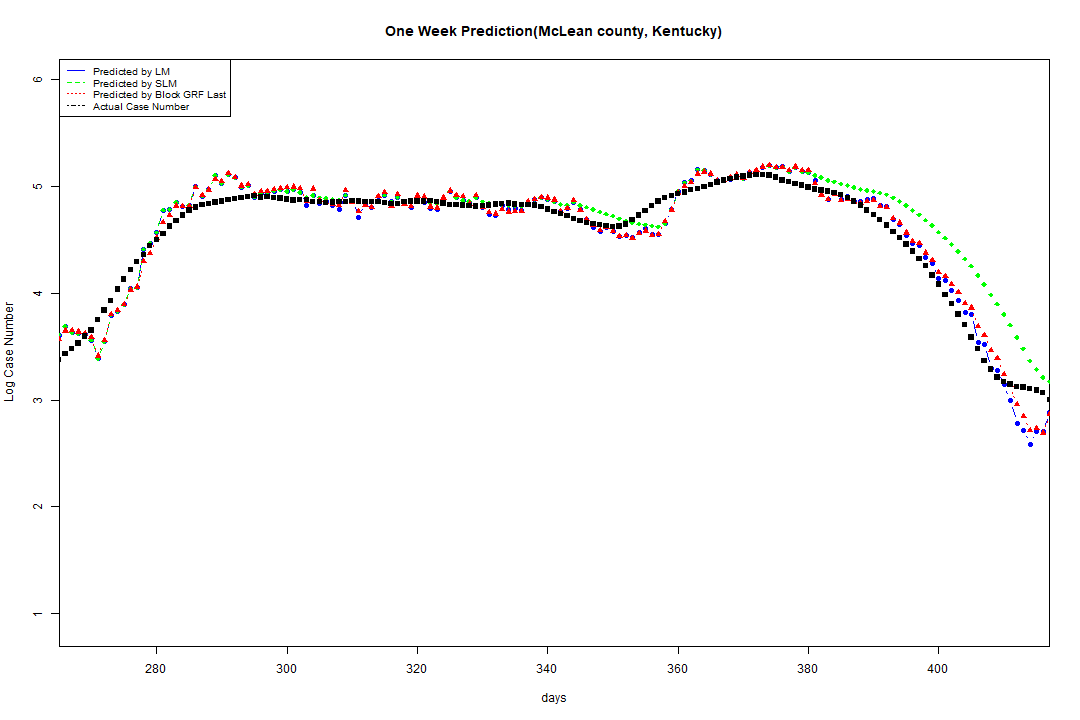 One Week Prediction(McLean county, Kentucky)
Predicted by LM
Predicted by SLM
Predicted by Block GRF Last
Actual Case Number
6
5
4
3
2
1
Log Case Number
280 300 320 340 360 380 400
days